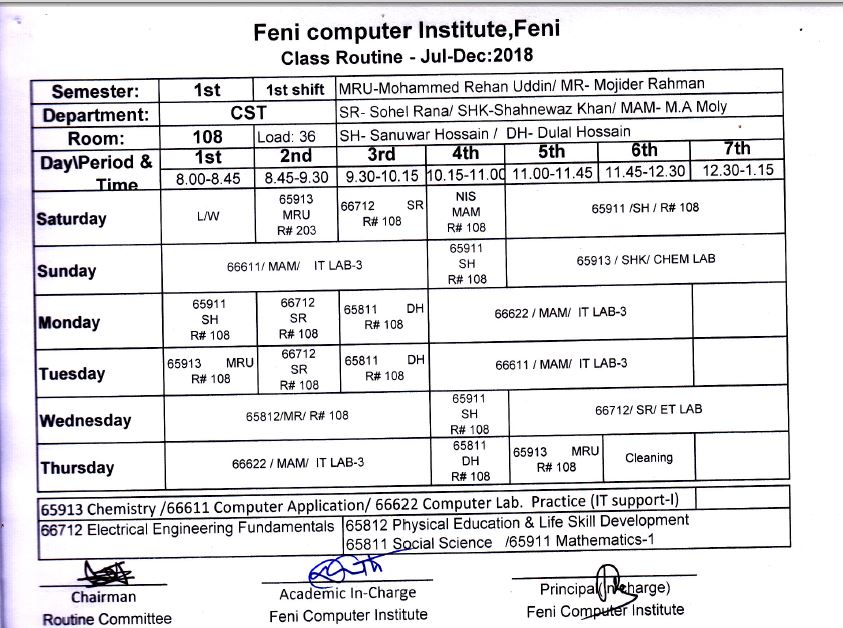 Feni computer Institute,Feni
Class Routine - Jul-Dec:2018
Semester: 1st 1st shift MRU-Mohammed Rehan Uddin/ MR- Mojider Rahman
Department: CST SR- Sohel Rana/ SHK-Shahnewaz Khan/ MAM- M.A Moly
Room: 108 Load: 36 SH- Sanuwar Hossain / DH- Dulal Hossain
Day\Period & Time 1st 2nd 3rd 4th 5th 6th 7th
8.00-8.45 8.45-9.30 9.30-10.15 10.15-11.00 11.00-11.45 11.45-12.30 12.30-1.15
Saturday L/W 65913 MRU R# 203 66712 SR R# 108 NIS MAM R# 108 65911 /SH / R# 108
Sunday 66611/ MAM/ IT LAB-3 65911 SH R# 108 65913 / SHK/ CHEM LAB
Monday 65911 SH R# 108 66712 SR R# 108 65811 DH R# 108 66622 / MAM/ IT LAB-3
Tuesday 65913 MRU R# 108 66712 SR R# 108 65811 DH R# 108 66611 / MAM/ IT LAB-3
Wednesday 65812/MR/ R# 108 65911 SH R# 108 66712/ SR/ ET LAB
Thursday 66622 / MAM/ IT LAB-3 65811 DH R# 108 65913 MRU R# 108 Cleaning
65913 Chemistry /66611 Computer Application/ 66622 Computer Lab. Practice (IT support-I)
66712 Electrical Engineering Fundamentals 65812 Physical Education & Life Skill Development
65811 Social Science /65911 Mathematics-1
Chairman Academic In-Charge Principal(In-charge)
Routine Committee Feni Computer Institute Feni Computer Institute